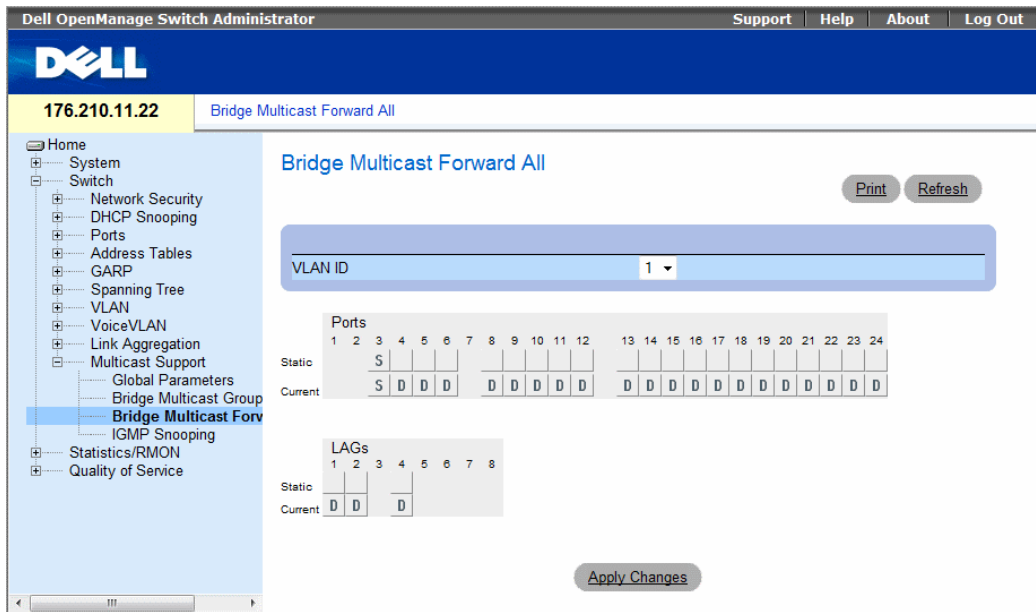 Dell OpenManage Switch Administrator Support Help About Log Out
DELL
176.210.11.22 Bridge Multicast Forward All
Home
System
Switch
Network Security
DHCP Snooping
Ports
Address Tables
GARP
Spanning Tree
VLAN
VoiceVLAN
Link Aggregation
Multicast Support
Global Parameters
Bridge Multicast Group
Bridge Multicast Forw
IGMP Snooping
Statistics/RMON
Quality of Service
Bridge Multicast Forward All
Print Refresh
VLAN ID 1
Ports
1 2 3 4 5 6 7 8 9 10 11 12 13 14 15 16 17 18 19 20 21 22 23 24
Static S
Current S D D D D D D D D D D D D D D D D D D D D
LAGs
1 2 3 4 5 6 7 8
Static
Current D D D
Apply Changes